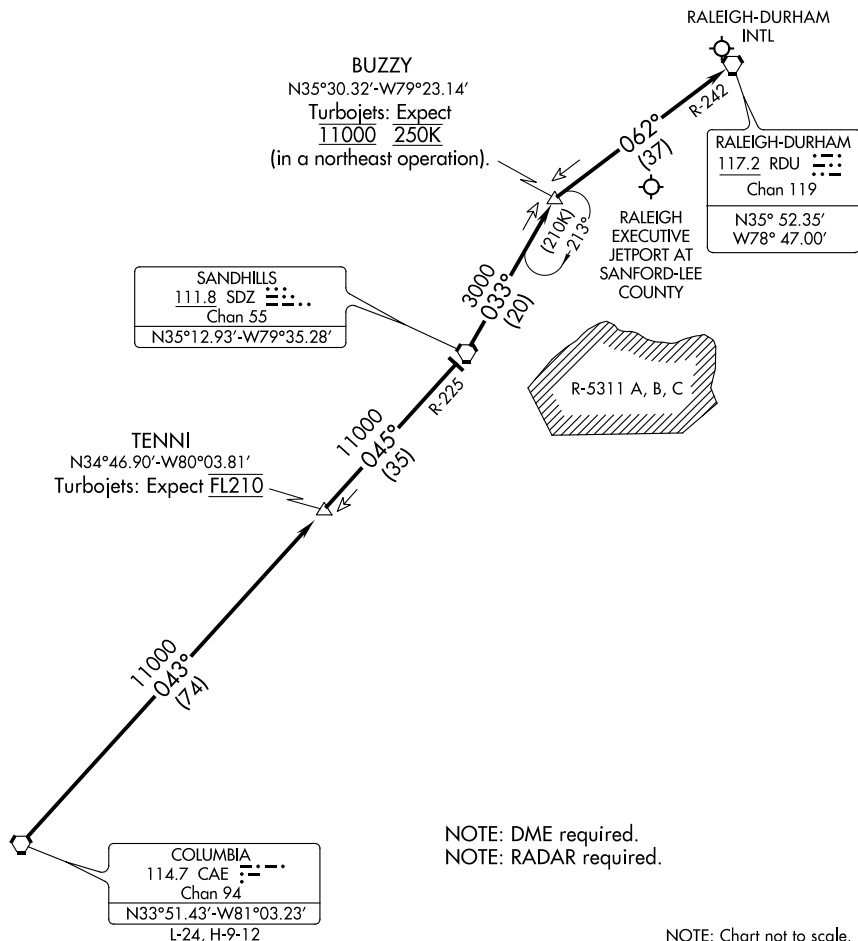 RALEIGH-DURHAM
INTL
BUZZY
N35°30.32'-W79°23.14'
Turbojets: Expect
11000 250K
(in a northeast operation).
R-242
062°
(37)
RALEIGH-DURHAM
117.2 RDU
Chan 119
N35° 52.35'
W78° 47.00'
(210K)
213°
RALEIGH
EXECUTIVE
JETPORT AT
SANFORD-LEE
COUNTY
SANDHILLS
111.8 SDZ
Chan 55
N35°12.93'-W79°35.28'
3000
033°
(20)
R-5311 A, B, C
R-225
TENNI
N34°46.90'-W80°03.81'
Turbojets: Expect FL210
11000
045°
(35)
11000
043°
(74)
NOTE: DME required.
NOTE: RADAR required.
COLUMBIA
114.7 CAE
Chan 94
N33°51.43'-W81°03.23'
L-24, H-9-12
NOTE: Chart not to scale.